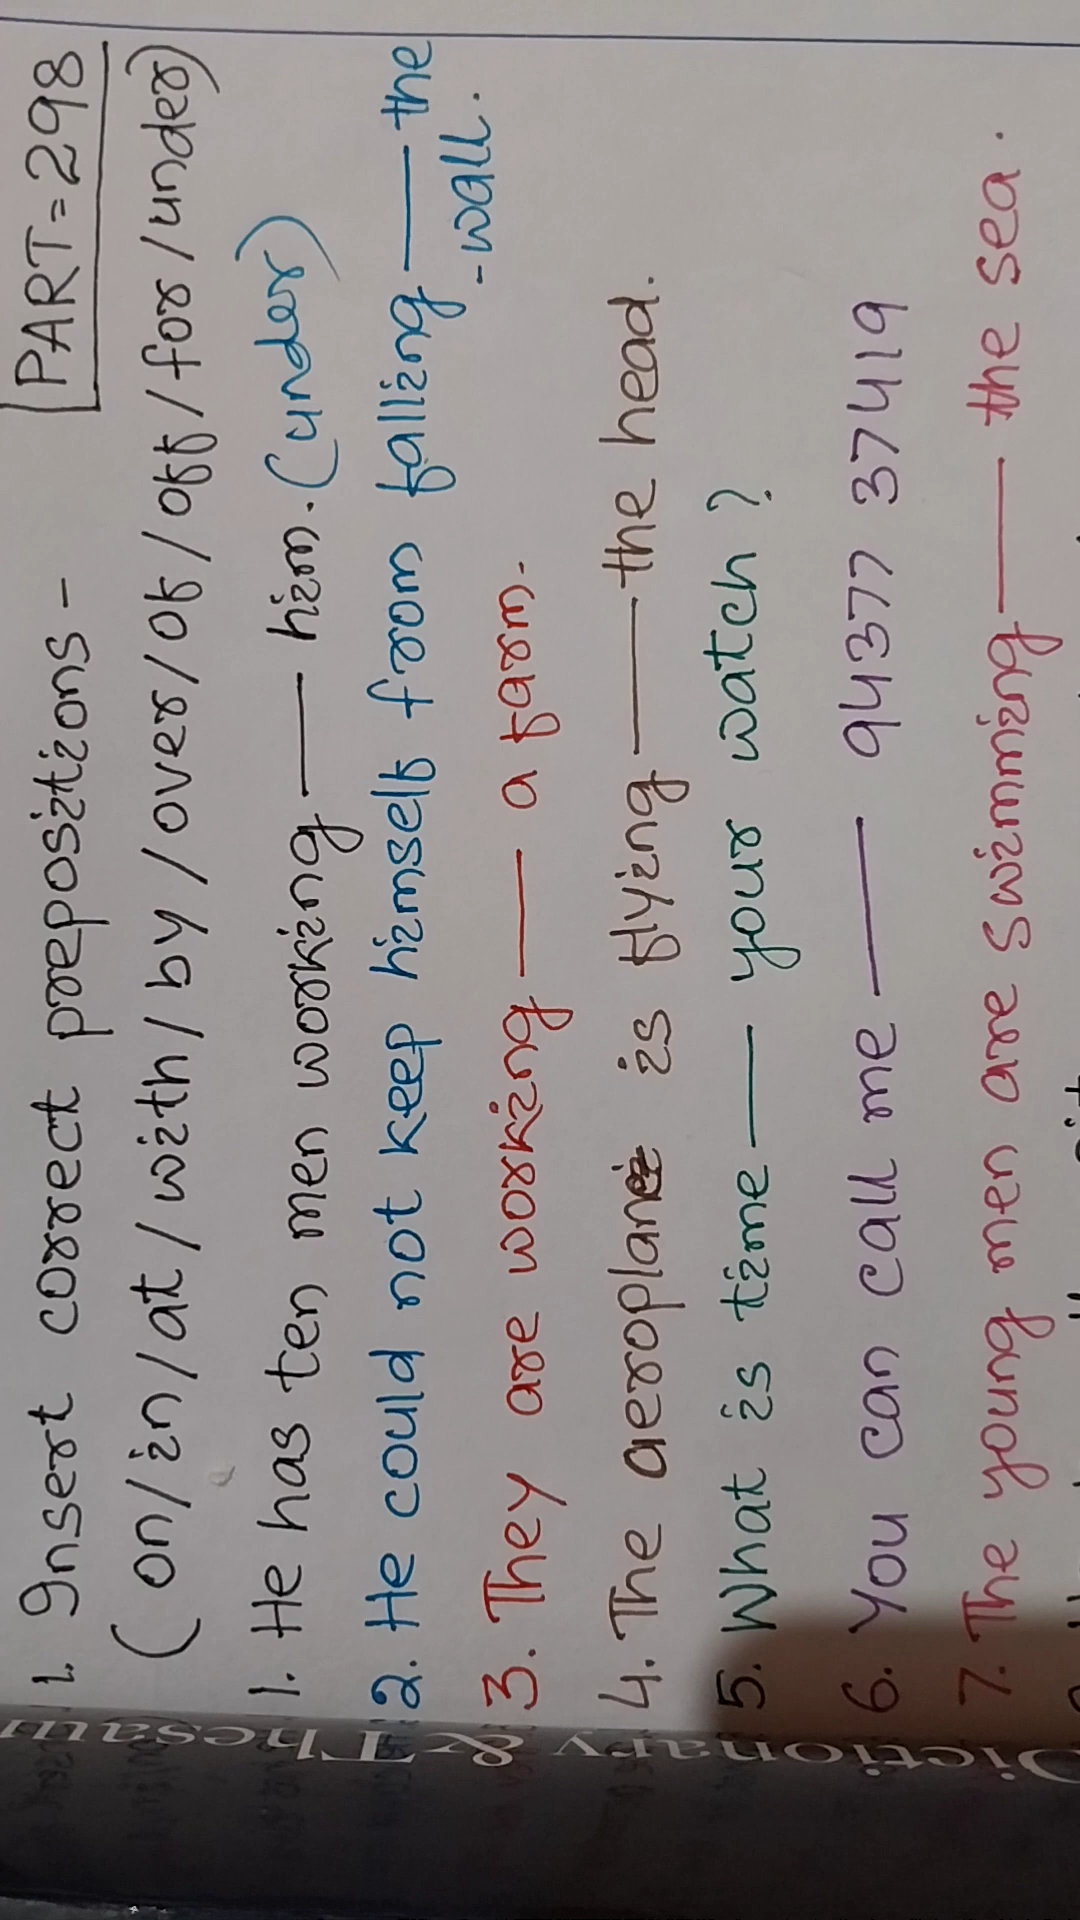 PART=298
1. Insert correct prepositions -
(on/in/at/with/by/over/of/off/for/under)
1. He has ten men working — him. (under)
2. He could not keep himself from falling — the
-wall.
3. They are working — a farm.
4. The aeroplane is flying — the head.
5. What is time — your watch?
6. You can call me — 94377 37419
7. The young men are swimming — the sea.
Dictionary & Thesaur